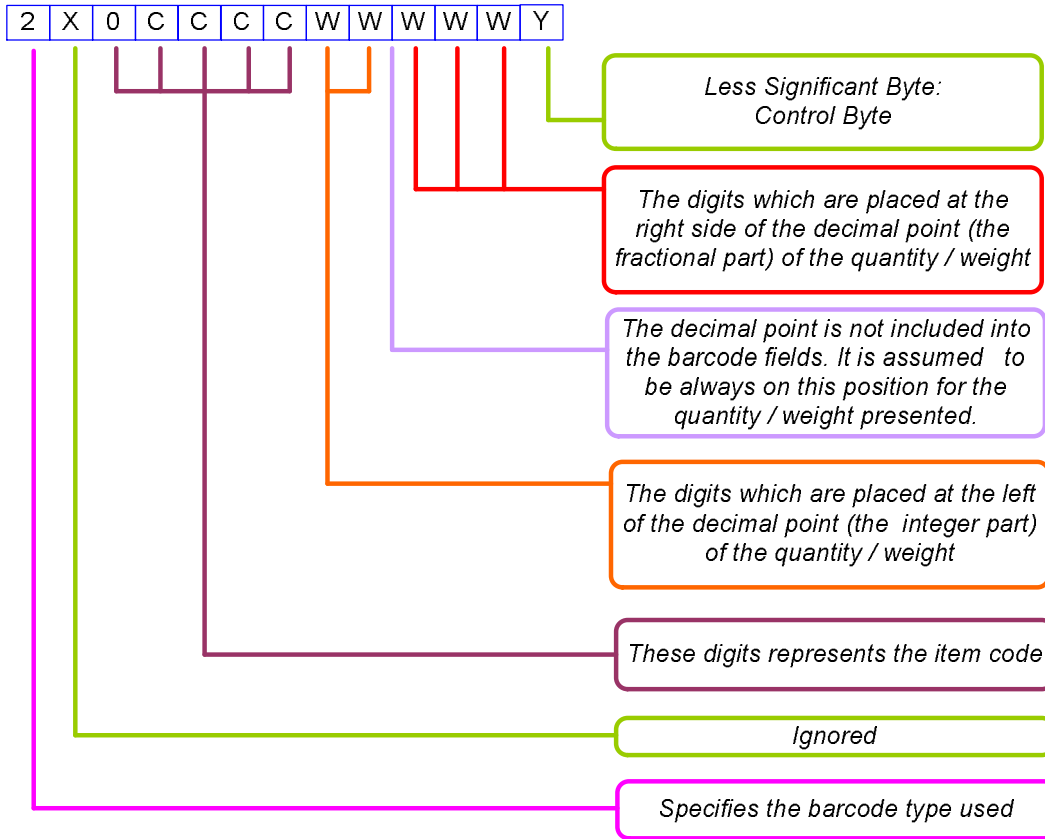 2 X 0 C C C C W W W W W Y
Less Significant Byte:
Control Byte
The digits which are placed at the
right side of the decimal point (the
fractional part) of the quantity / weight
The decimal point is not included into
the barcode fields. It is assumed to
be always on this position for the
quantity / weight presented.
The digits which are placed at the left
of the decimal point (the integer part)
of the quantity / weight
These digits represents the item code
Ignored
Specifies the barcode type used